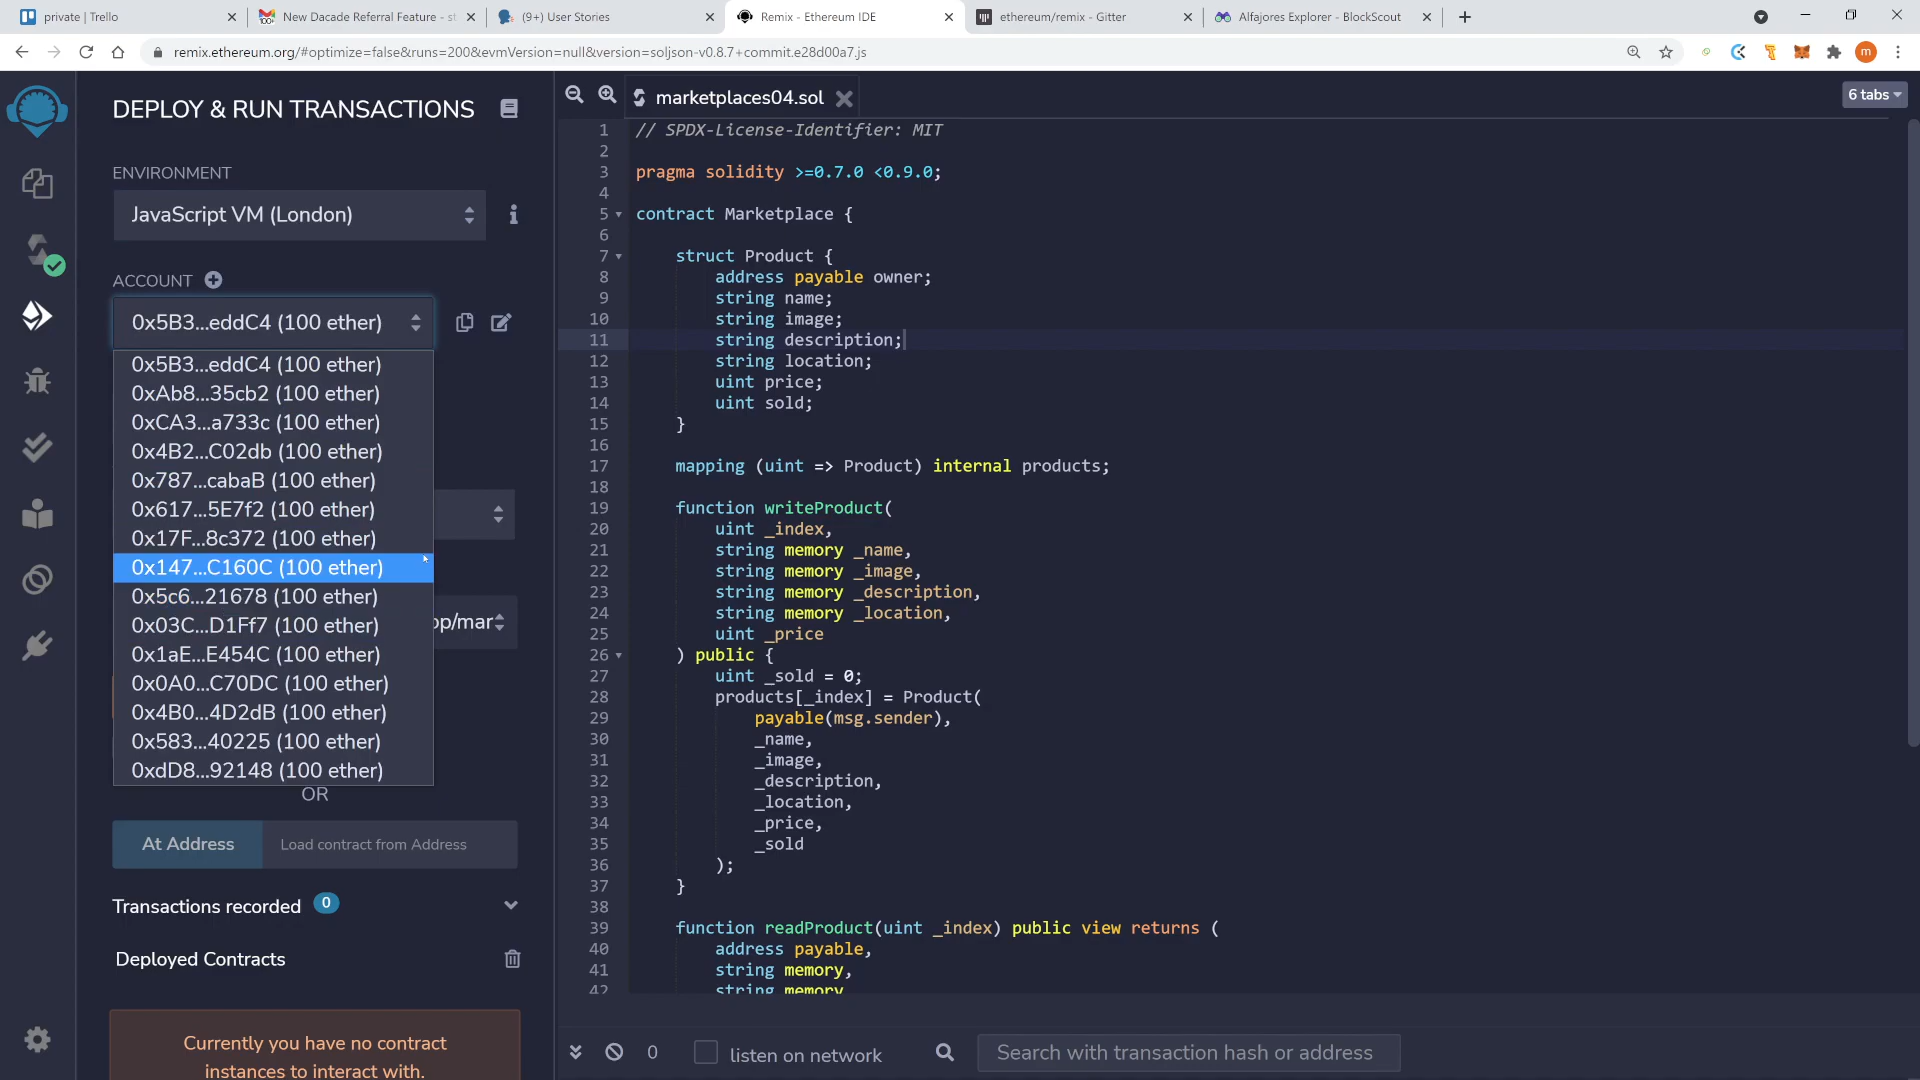 private | Trello
New Dacade Referral Feature - st
(9+) User Stories
Remix - Ethereum IDE
ethereum/remix - Gitter
Alfajores Explorer - BlockScout
remix.ethereum.org/#optimize=false&runs=200&evmVersion=null&version=soljson-v0.8.7+commit.e28d00a7.js
m
DEPLOY & RUN TRANSACTIONS
ENVIRONMENT
JavaScript VM (London)
ACCOUNT
0x5B3...eddC4 (100 ether)
0x5B3...eddC4 (100 ether)
0xAb8...35cb2 (100 ether)
0xCA3...a733c (100 ether)
0x4B2...C02db (100 ether)
0x787...cabaB (100 ether)
0x617...5E7f2 (100 ether)
0x17F...8c372 (100 ether)
0x147...C160C (100 ether)
0x5c6...21678 (100 ether)
0x03C...D1Ff7 (100 ether)
op/mar
0x1aE...E454C (100 ether)
0x0A0...C70DC (100 ether)
0x4B0...4D2dB (100 ether)
0x583...40225 (100 ether)
0xdD8...92148 (100 ether)
OR
At Address
Load contract from Address
Transactions recorded 0
Deployed Contracts
Currently you have no contract
instances to interact with.
marketplaces04.sol
6 tabs
1 // SPDX-License-Identifier: MIT
2
3 pragma solidity >=0.7.0 <0.9.0;
4
5 contract Marketplace {
6
7 struct Product {
8 address payable owner;
9 string name;
10 string image;
11 string description;
12 string location;
13 uint price;
14 uint sold;
15 }
16
17 mapping (uint => Product) internal products;
18
19 function writeProduct(
20 uint _index,
21 string memory _name,
22 string memory _image,
23 string memory _description,
24 string memory _location,
25 uint _price
26 ) public {
27 uint _sold = 0;
28 products[_index] = Product(
29 payable(msg.sender),
30 _name,
31 _image,
32 _description,
33 _location,
34 _price,
35 _sold
36 );
37 }
38
39 function readProduct(uint _index) public view returns (
40 address payable,
41 string memory,
42 string memory
0
listen on network
Search with transaction hash or address